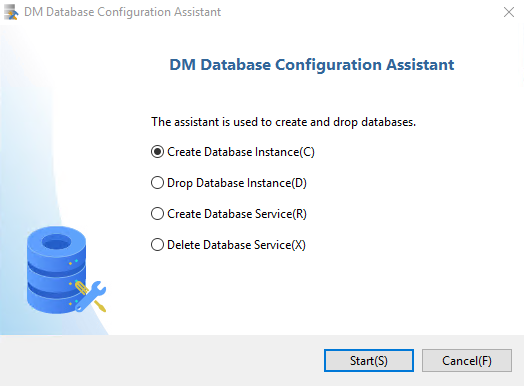 DM Database Configuration Assistant
DM Database Configuration Assistant
The assistant is used to create and drop databases.
Create Database Instance(C)
Drop Database Instance(D)
Create Database Service(R)
Delete Database Service(X)
Start(S) Cancel(F)